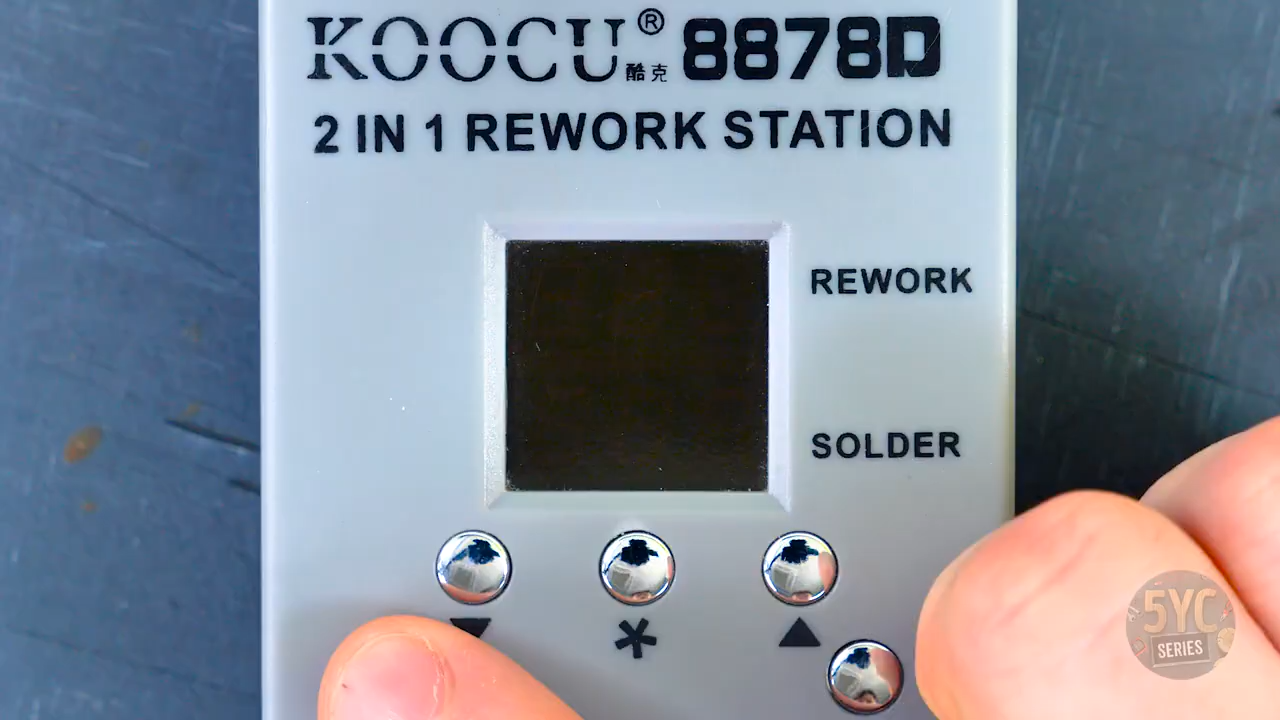 KOOCU® 酷克 8878D
2 IN 1 REWORK STATION
REWORK
SOLDER
5YC
SERIES